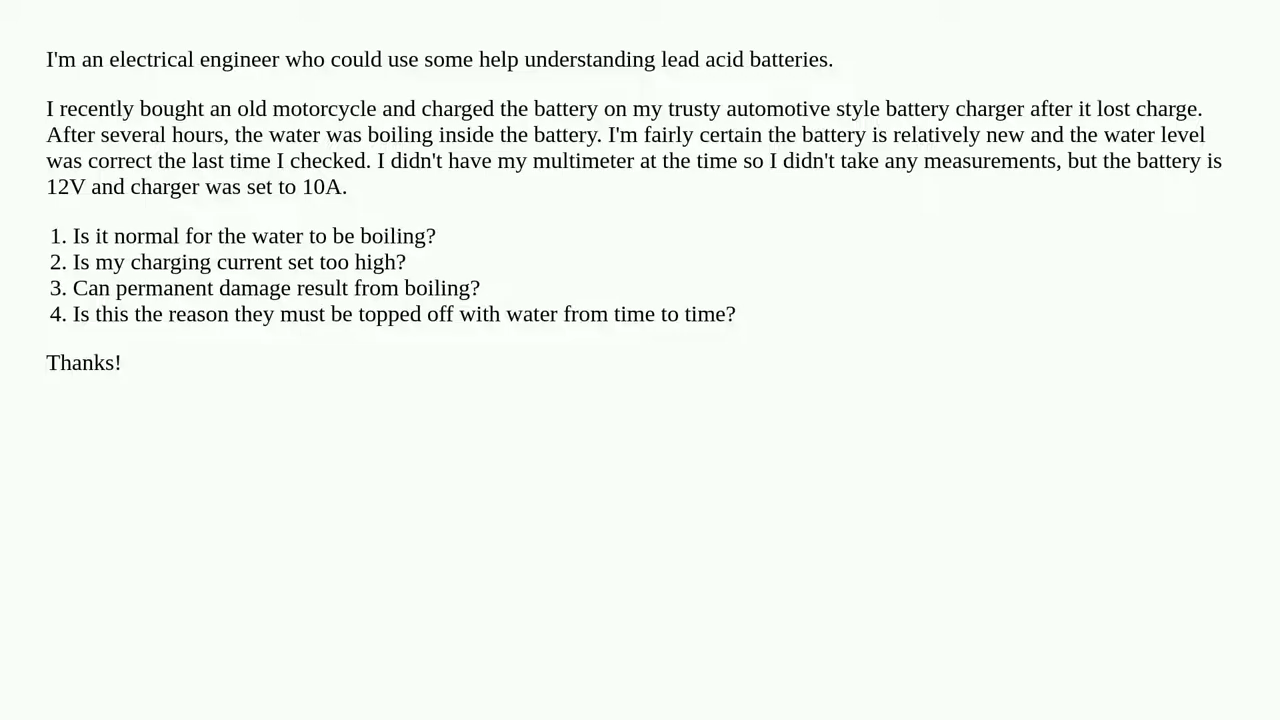 I'm an electrical engineer who could use some help understanding lead acid batteries.
I recently bought an old motorcycle and charged the battery on my trusty automotive style battery charger after it lost charge.
After several hours, the water was boiling inside the battery. I'm fairly certain the battery is relatively new and the water level
was correct the last time I checked. I didn't have my multimeter at the time so I didn't take any measurements, but the battery is
12V and charger was set to 10A.
1. Is it normal for the water to be boiling?
2. Is my charging current set too high?
3. Can permanent damage result from boiling?
4. Is this the reason they must be topped off with water from time to time?
Thanks!